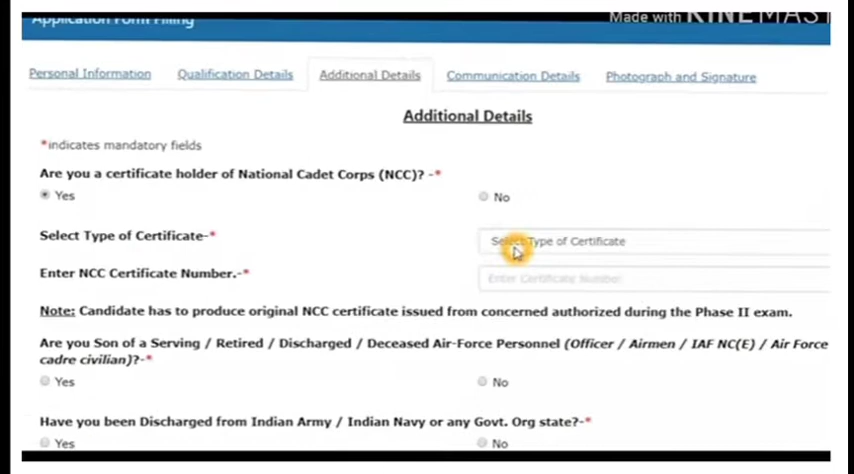 Application Form Filling
Made with KINEMAST
Personal Information Qualification Details Additional Details Communication Details Photograph and Signature
Additional Details
*indicates mandatory fields
Are you a certificate holder of National Cadet Corps (NCC)? -*
Yes No
Select Type of Certificate-* Select Type of Certificate
Enter NCC Certificate Number.-* Enter Certificate Number
Note: Candidate has to produce original NCC certificate issued from concerned authorized during the Phase II exam.
Are you Son of a Serving / Retired / Discharged / Deceased Air-Force Personnel (Officer / Airmen / IAF NC(E) / Air Force
cadre civilian)?-*
Yes No
Have you been Discharged from Indian Army / Indian Navy or any Govt. Org state?-*
Yes No